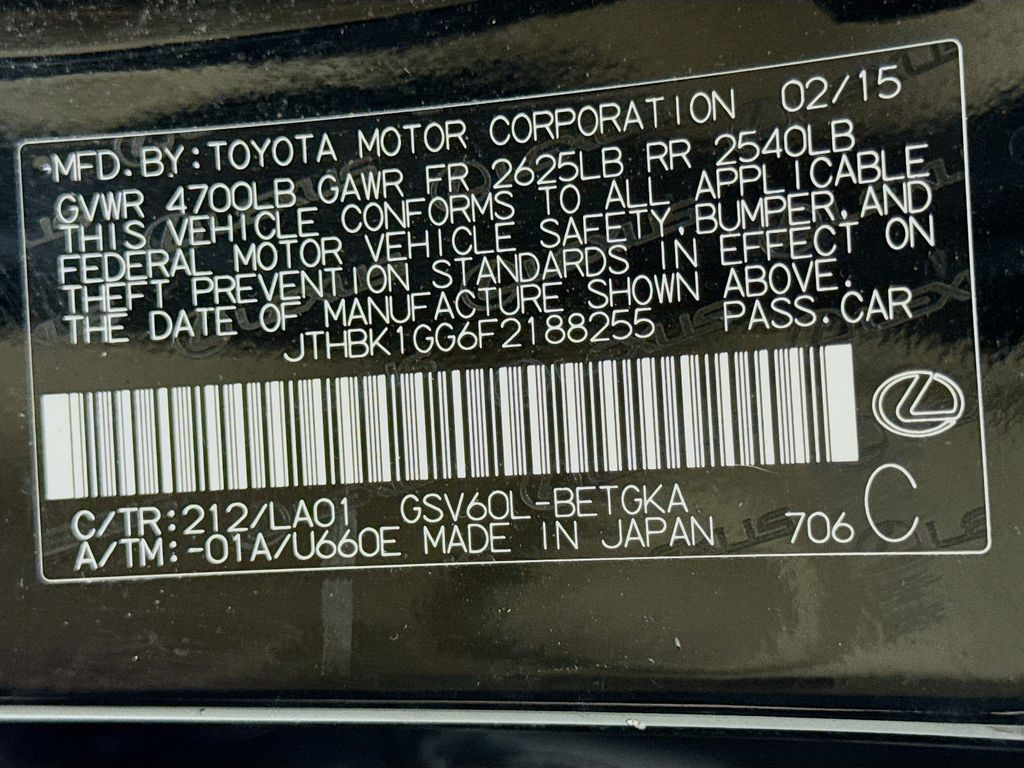 MFD.BY:TOYOTA MOTOR CORPORATION 02/15
GVWR 4700LB GAWR FR 2625LB RR 2540LB
THIS VEHICLE CONFORMS TO ALL APPLICABLE
FEDERAL MOTOR VEHICLE SAFETY,BUMPER,AND
THEFT PREVENTION STANDARDS IN EFFECT ON
THE DATE OF MANUFACTURE SHOWN ABOVE.
JTHBK1GG6F2188255 PASS.CAR
C/TR:212/LA01 GSV60L-BETGKA
A/TM:-01A/U660E MADE IN JAPAN 706 C